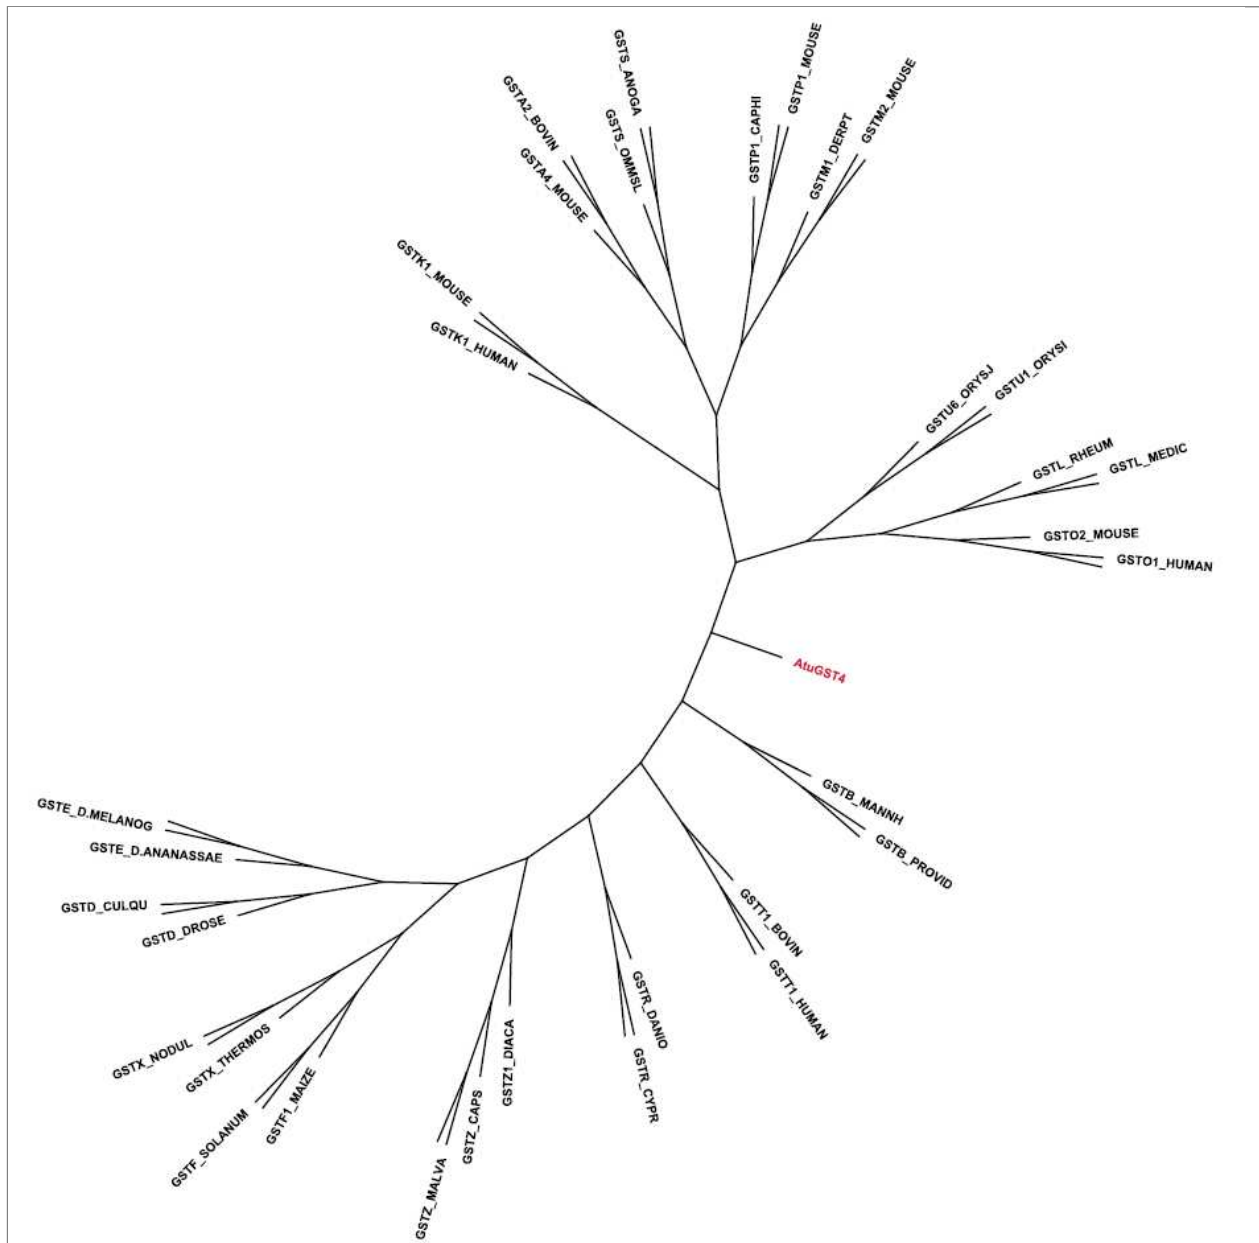 GSTS_ANOGA
GSTP1_MOUSE
GSTM2_MOUSE
GSTA2_BOVIN
GSTS_OMMSL
GSTP1_CAPHI
GSTM1_DERPT
GSTA4_MOUSE
GSTK1_MOUSE
GSTK1_HUMAN
GSTU6_ORYSJ
GSTU1_ORYSI
GSTL_RHEUM
GSTL_MEDIC
GSTO2_MOUSE
GSTO1_HUMAN
AtuGST4
GSTB_MANNH
GSTB_PROVID
GSTE_D.MELANOG
GSTE_D.ANANASSAE
GSTD_CULQU
GSTD_DROSE
GSTT1_BOVIN
GSTT1_HUMAN
GSTR_DANIO
GSTR_CYPR
GSTX_NODUL
GSTX_THERMOS
GSTZ1_DIACA
GSTF1_MAIZE
GSTF_SOLANUM
GSTZ_CAPS
GSTZ_MALVA